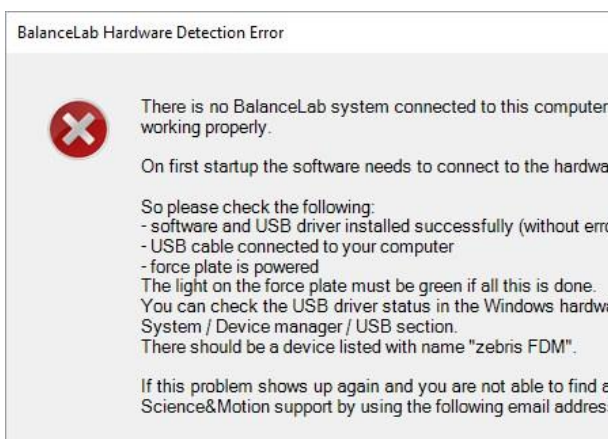 BalanceLab Hardware Detection Error
There is no BalanceLab system connected to this computer
working properly.
On first startup the software needs to connect to the
So please check the following:
- software and USB driver installed successfully (without
- USB cable connected to your computer
- force plate is powered
The light on the force plate must be green if all this is done.
You can check the USB driver status in the Windows
System / Device manager / USB section.
There should be a device listed with name "zebris FDM".
If this problem shows up again and you are not able to find
Science&Motion support by using the following email